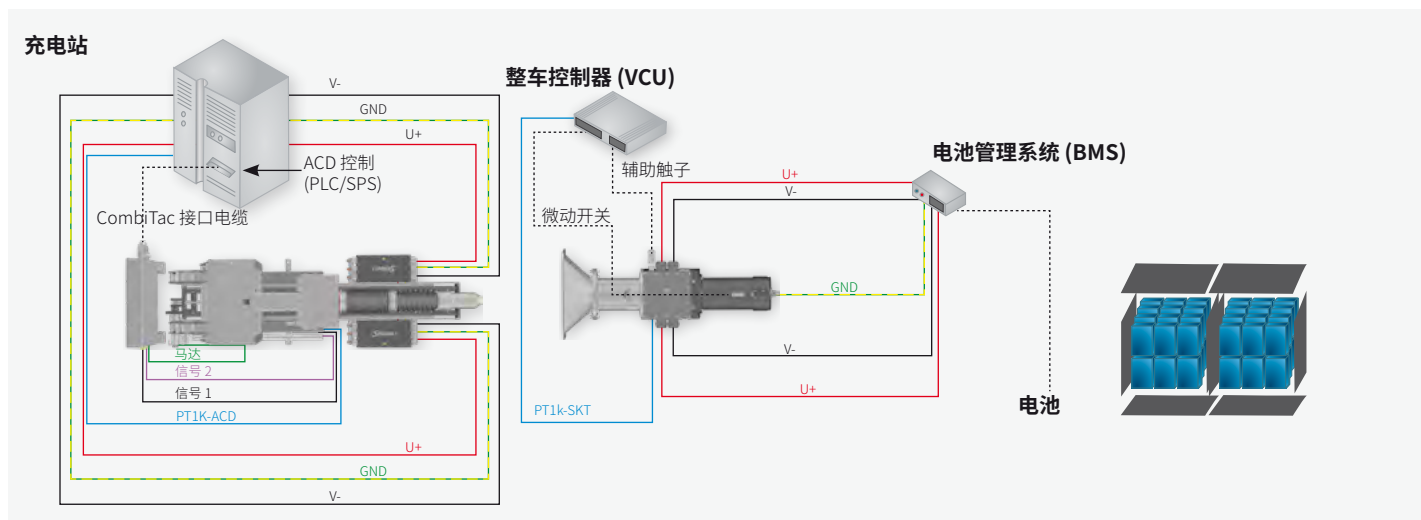 充电站
V-
GND
U+
ACD 控制
(PLC/SPS)
CombiTac 接口电缆
马达
信号 2
信号 1
PT1K-ACD
U+
GND
V-
整车控制器 (VCU)
辅助触子
微动开关
PT1k-SKT
U+
V-
GND
V-
U+
电池管理系统 (BMS)
电池